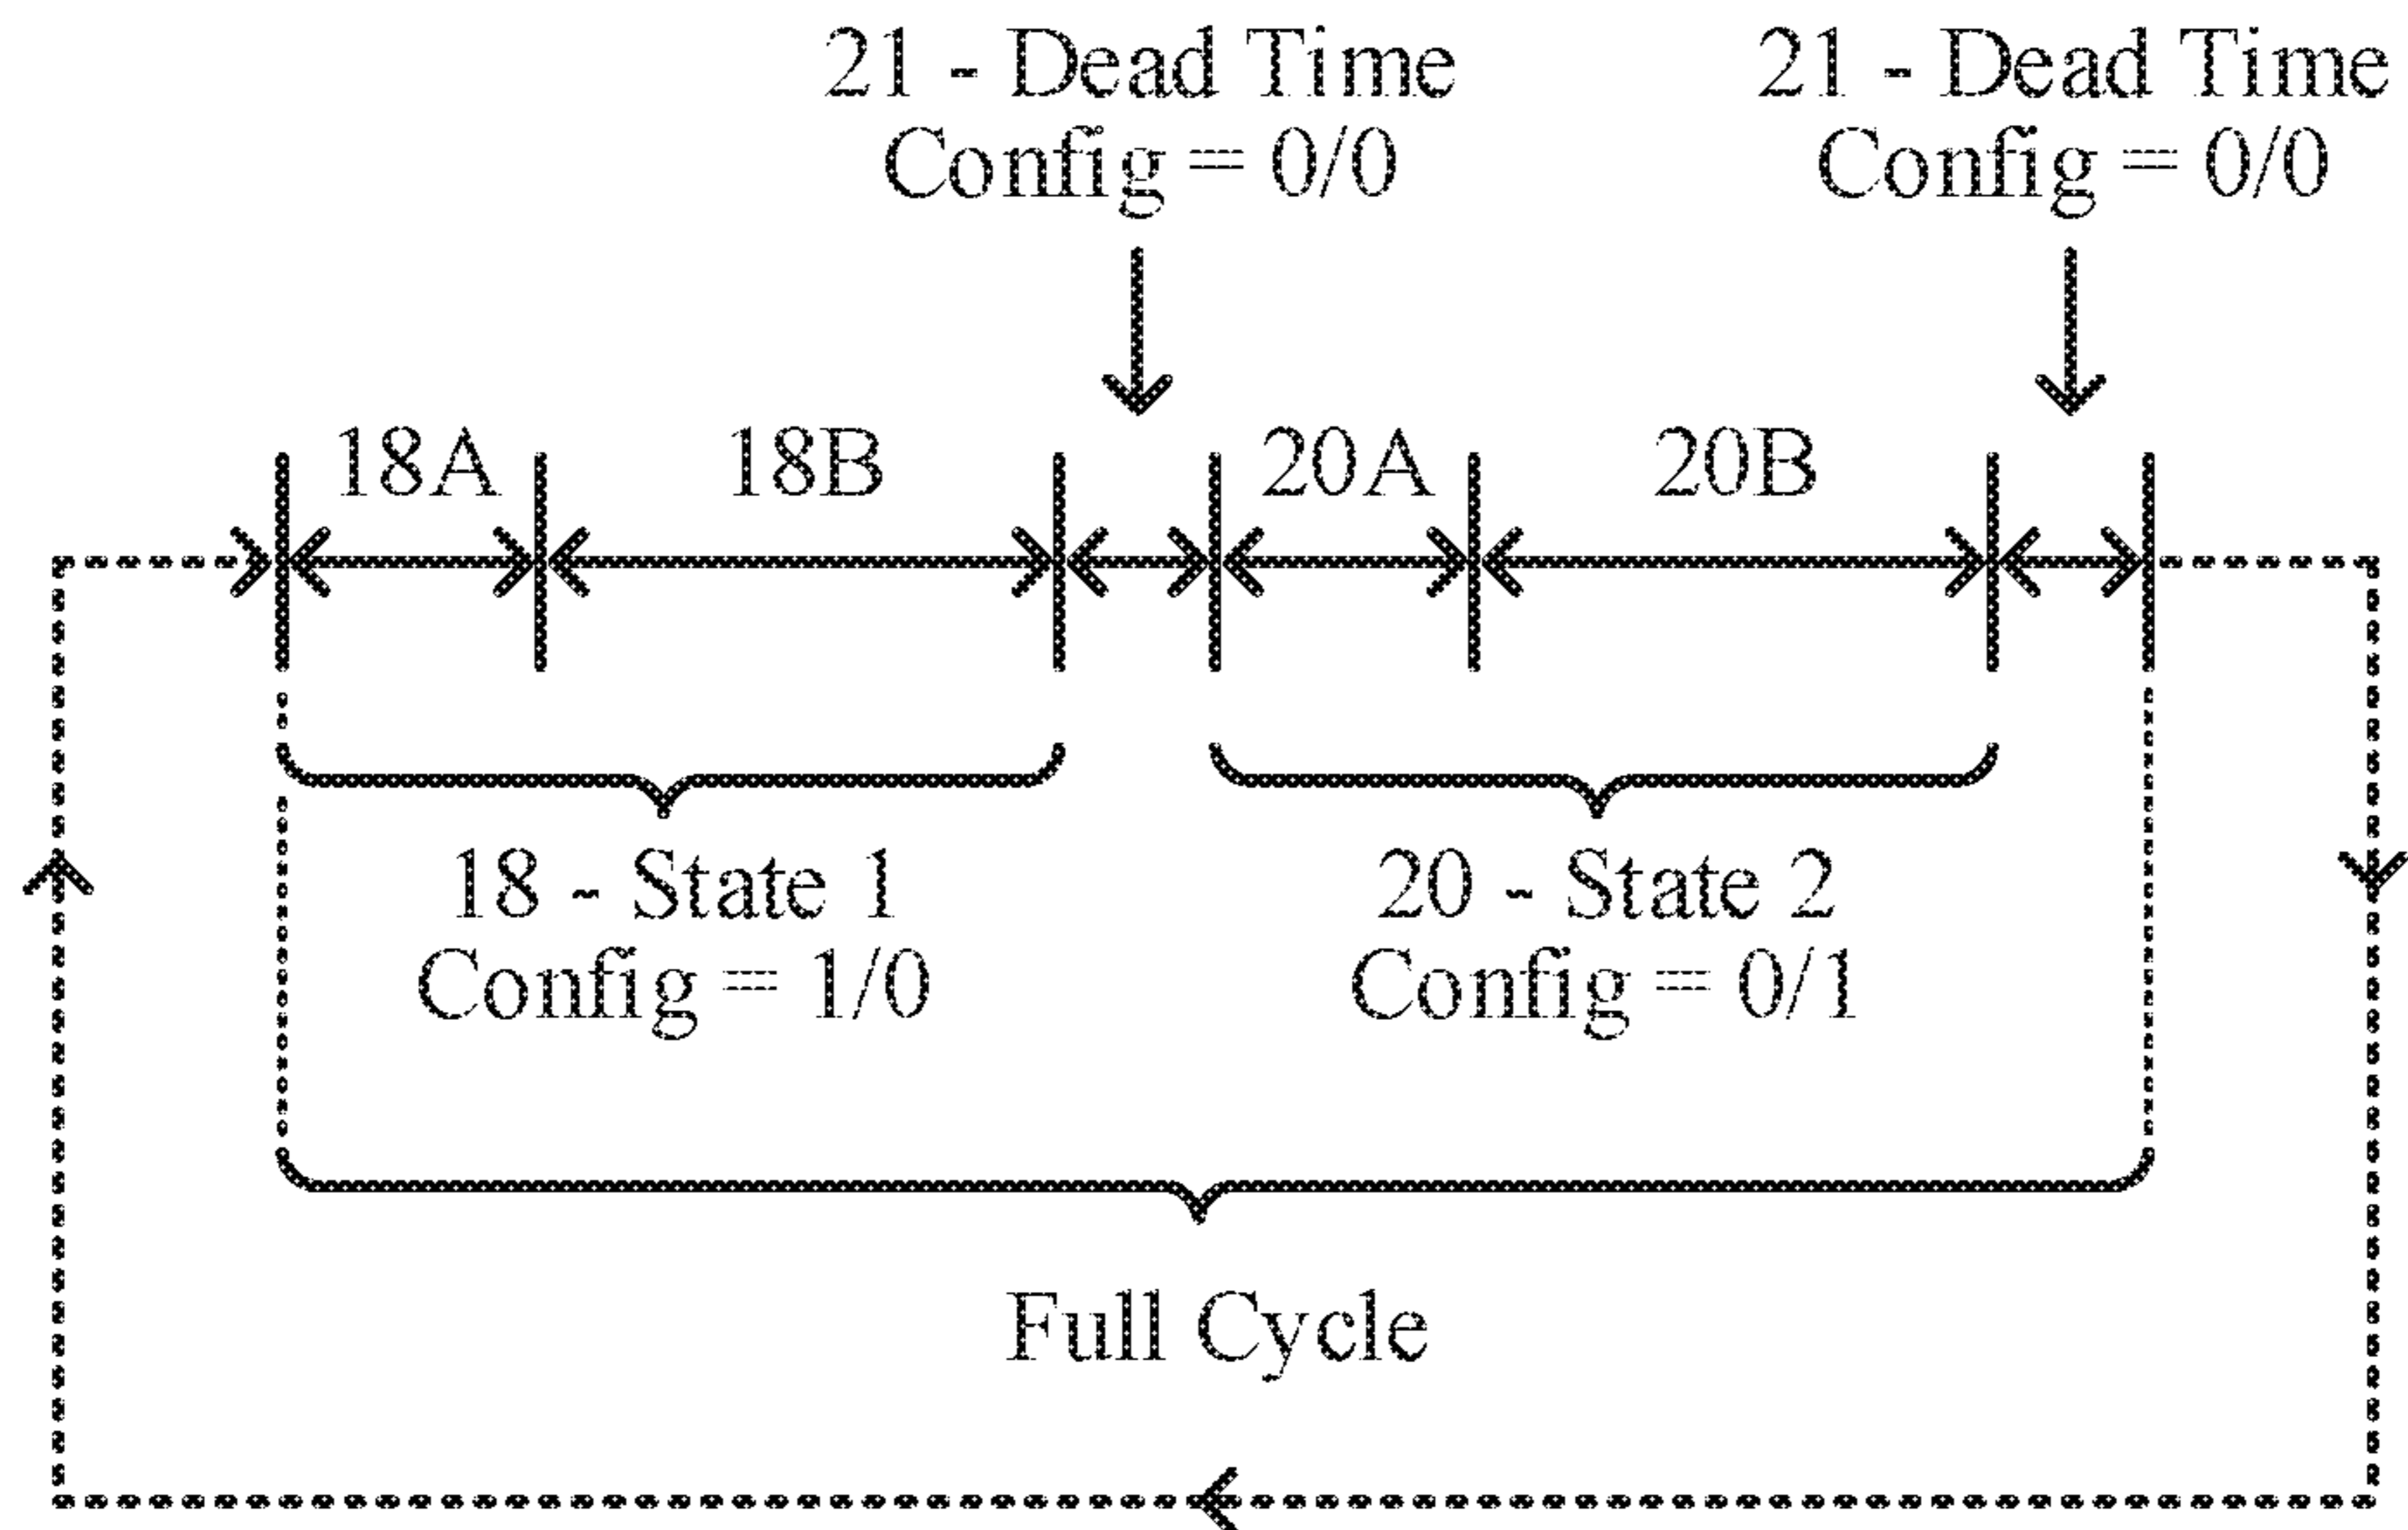 21 - Dead Time
Config = 0/0
21 - Dead Time
Config = 0/0
18A
18B
20A
20B
18 - State 1
Config = 1/0
20 - State 2
Config = 0/1
Full Cycle